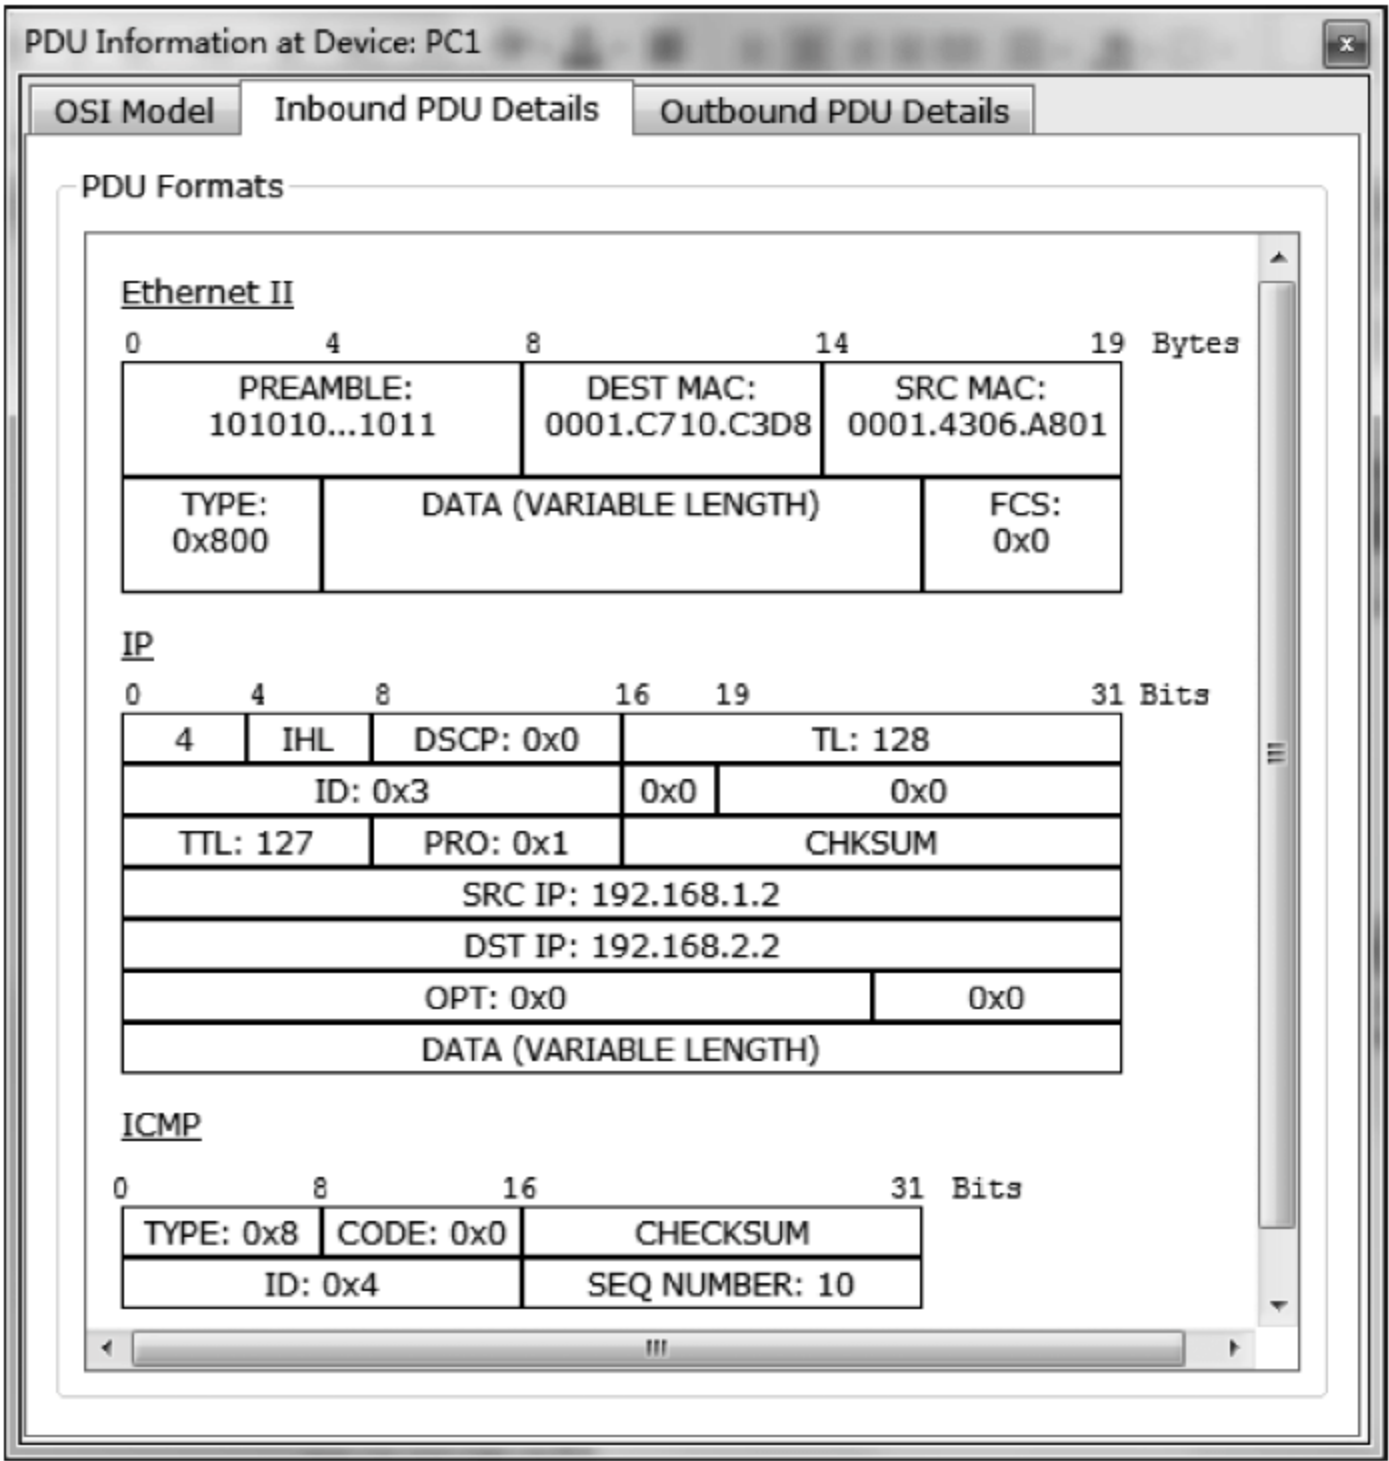 PDU Information at Device: PC1
x
OSI Model Inbound PDU Details Outbound PDU Details
PDU Formats
Ethernet II
0 4 8 14 19 Bytes
PREAMBLE: DEST MAC: SRC MAC:
101010...1011 0001.C710.C3D8 0001.4306.A801
TYPE: DATA (VARIABLE LENGTH) FCS:
0x800 0x0
IP
0 4 8 16 19 31 Bits
4 IHL DSCP: 0x0 TL: 128
ID: 0x3 0x0 0x0
TTL: 127 PRO: 0x1 CHKSUM
SRC IP: 192.168.1.2
DST IP: 192.168.2.2
OPT: 0x0 0x0
DATA (VARIABLE LENGTH)
ICMP
0 8 16 31 Bits
TYPE: 0x8 CODE: 0x0 CHECKSUM
ID: 0x4 SEQ NUMBER: 10